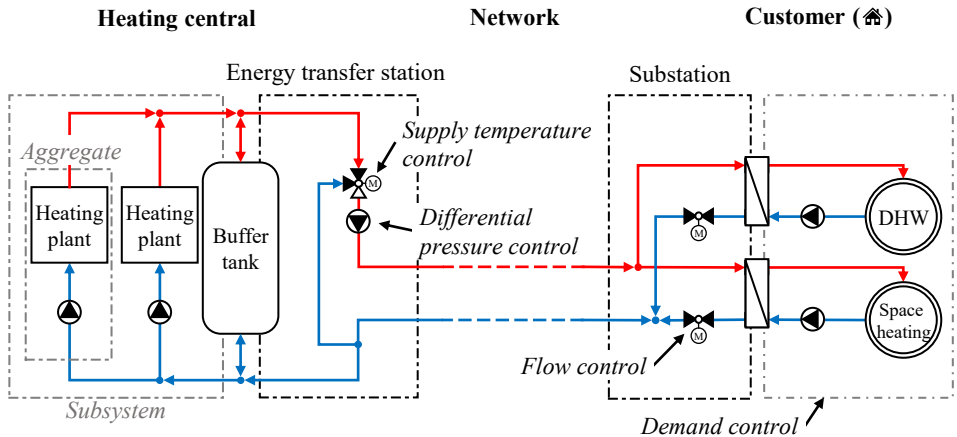 Heating central
Network
Customer (🏠)
Energy transfer station
Substation
Supply temperature
control
Aggregate
Heating
plant
Heating
plant
Buffer
tank
M
Differential
pressure control
DHW
M
Space
heating
M
Flow control
Subsystem
Demand control